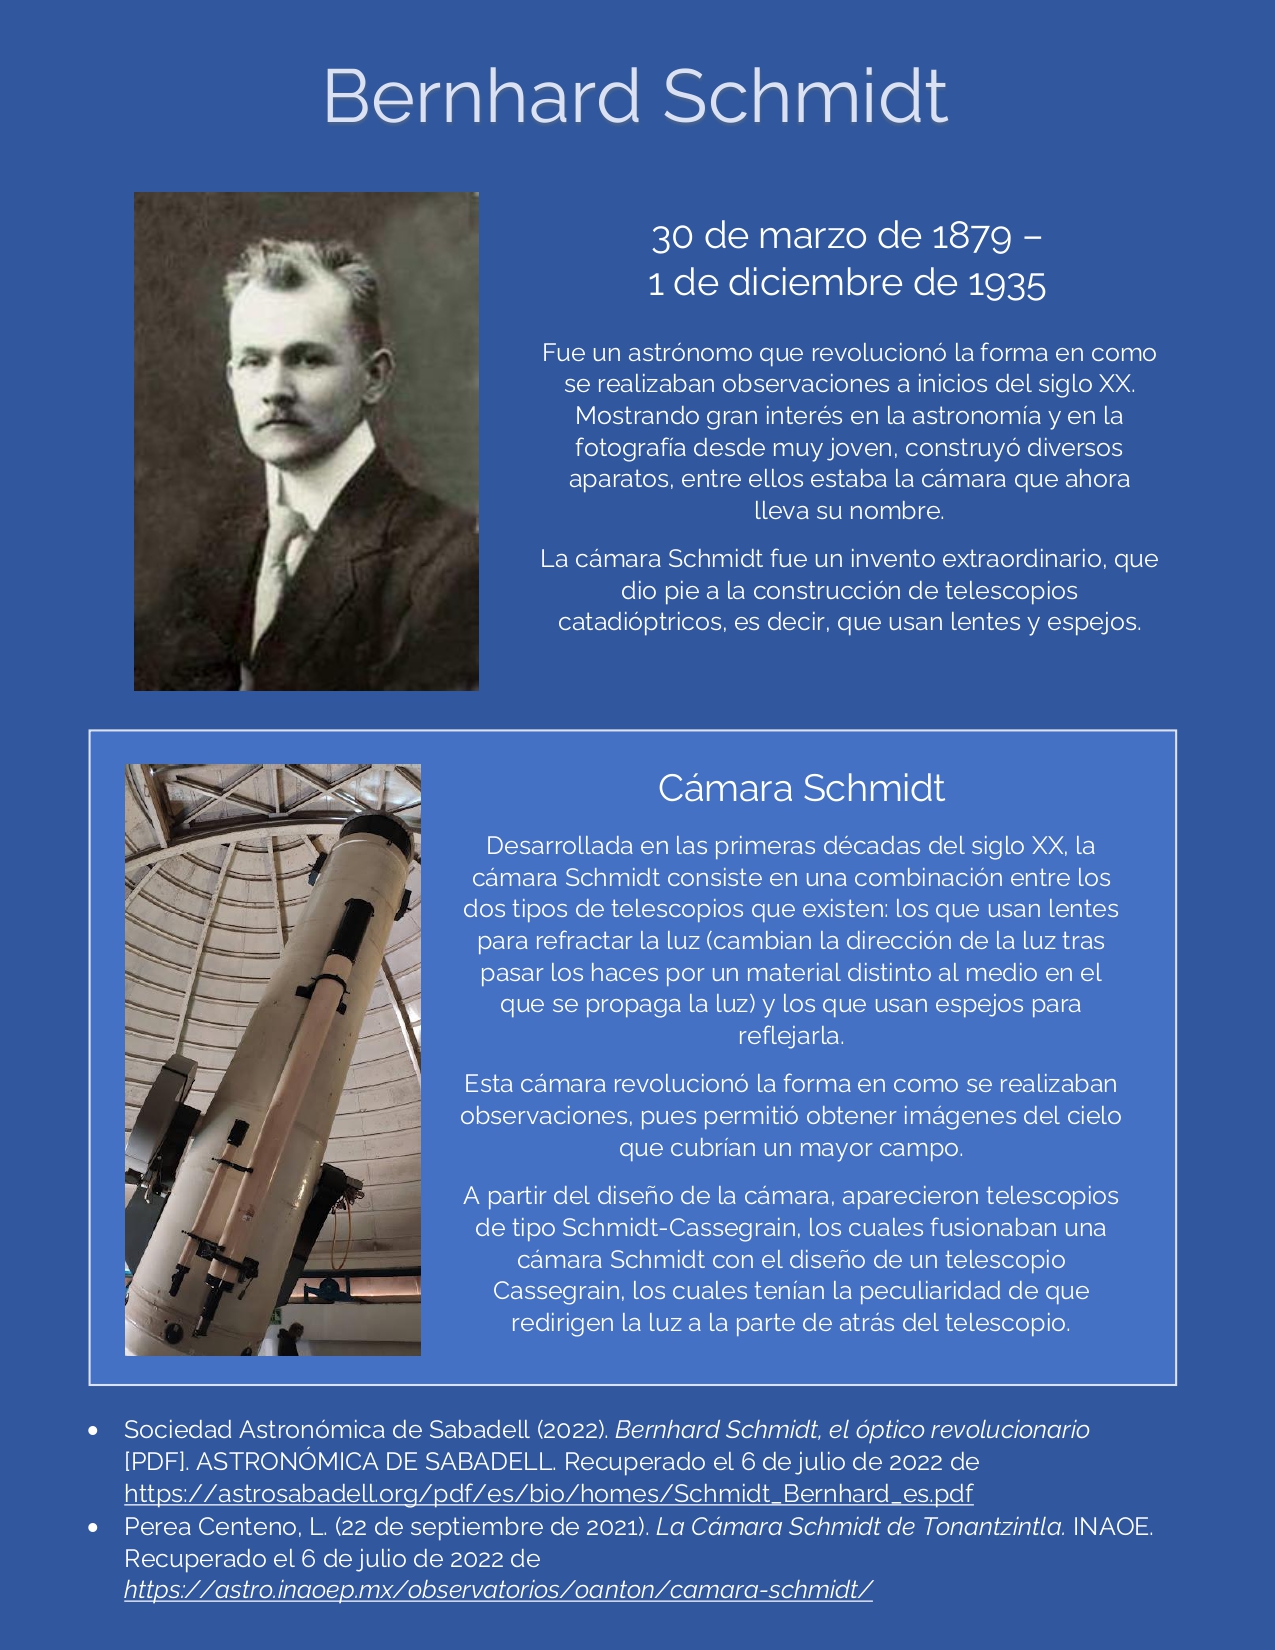 Bernhard Schmidt
30 de marzo de 1879 –
1 de diciembre de 1935
Fue un astrónomo que revolucionó la forma en como
se realizaban observaciones a inicios del siglo XX.
Mostrando gran interés en la astronomía y en la
fotografía desde muy joven, construyó diversos
aparatos, entre ellos estaba la cámara que ahora
lleva su nombre.
La cámara Schmidt fue un invento extraordinario, que
dio pie a la construcción de telescopios
catadióptricos, es decir, que usan lentes y espejos.
Cámara Schmidt
Desarrollada en las primeras décadas del siglo XX, la
cámara Schmidt consiste en una combinación entre los
dos tipos de telescopios que existen: los que usan lentes
para refractar la luz (cambian la dirección de la luz tras
pasar los haces por un material distinto al medio en el
que se propaga la luz) y los que usan espejos para
reflejarla.
Esta cámara revolucionó la forma en como se realizaban
observaciones, pues permitió obtener imágenes del cielo
que cubrían un mayor campo.
A partir del diseño de la cámara, aparecieron telescopios
de tipo Schmidt-Cassegrain, los cuales fusionaban una
cámara Schmidt con el diseño de un telescopio
Cassegrain, los cuales tenían la peculiaridad de que
redirigen la luz a la parte de atrás del telescopio.
• Sociedad Astronómica de Sabadell (2022). Bernhard Schmidt, el óptico revolucionario
[PDF]. ASTRONÓMICA DE SABADELL. Recuperado el 6 de julio de 2022 de
https://astrosabadell.org/pdf/es/bio/homes/Schmidt_Bernhard_es.pdf
• Perea Centeno, L. (22 de septiembre de 2021). La Cámara Schmidt de Tonantzintla. INAOE.
Recuperado el 6 de julio de 2022 de
https://astro.inaoep.mx/observatorios/oanton/camara-schmidt/